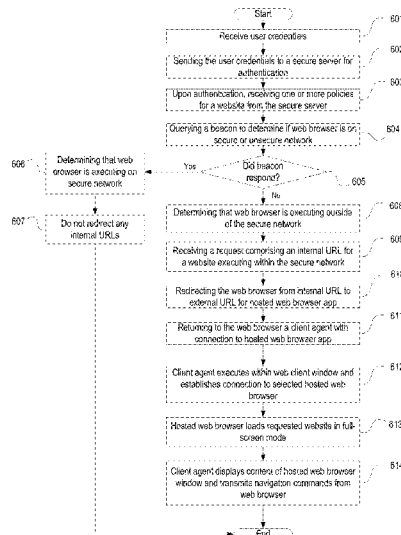 Start
601
Receive user credentials
602
Sending the user credentials to a secure server for
authentication
603
Upon authentication, receiving one or more policies
for a website from the secure server
Querying a beacon to determine if web browser is on
secure or unsecure network
604
606
Determining that web
browser is executing on
secure network
Yes
Did beacon
respond?
605
No
607
Do not redirect any
internal URLs
Determining that web browser is executing outside
of the secure network
608
Receiving a request comprising an internal URL for
a website executing within the secure network
609
Redirecting the web browser from internal URL to
external URL for hosted web browser app
610
Returning to the web browser a client agent with
connection to hosted web browser app
611
Client agent executes within web client window and
establishes connection to selected hosted web
browser
612
Hosted web browser loads requested website in full-
screen mode
613
Client agent displays content of hosted web browser
window and transmits navigation commands from
web browser
614
End